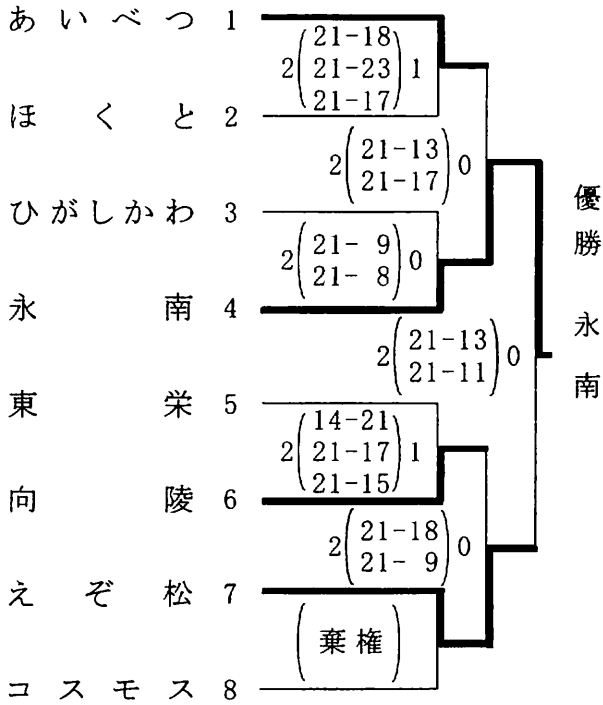 あいべつ 1
2(21-18 21-23 21-17)1
ほくと 2
2(21-13 21-17)0
ひがしかわ 3
2(21- 9 21- 8)0
永南 4
2(21-13 21-11)0
東栄 5
2(14-21 21-17 21-15)1
向陵 6
2(21-18 21- 9)0
えぞ松 7
(棄権)
コスモス 8
優勝 永南